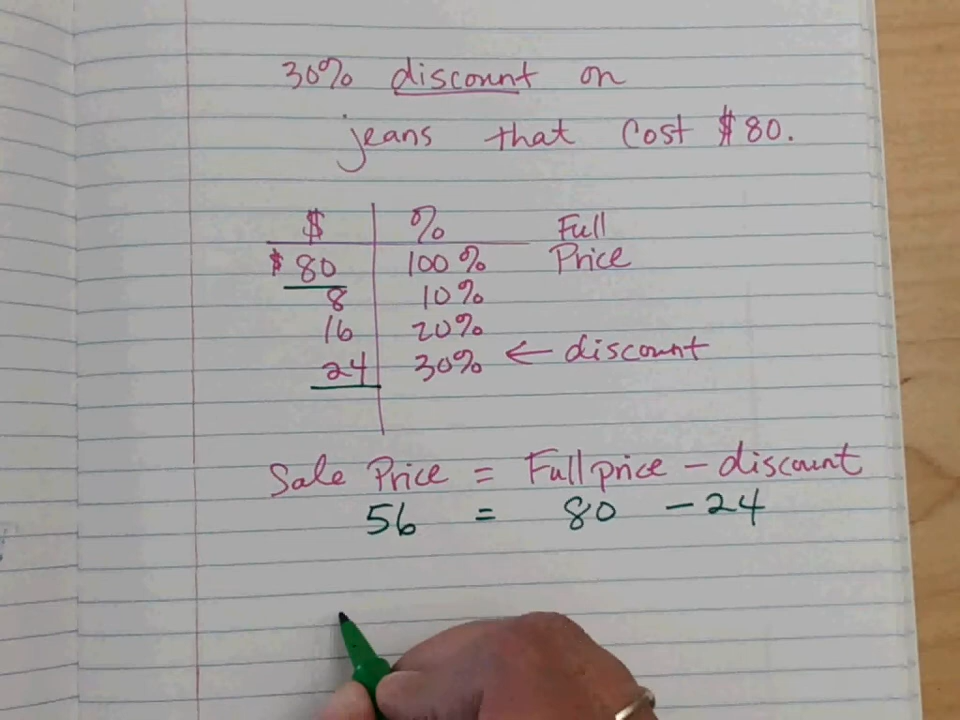 30% discount on
jeans that Cost $80.
$ % Full
$80 100% Price
8 10%
16 20%
24 30% ← discount
Sale Price = Full price - discount
56 = 80 - 24